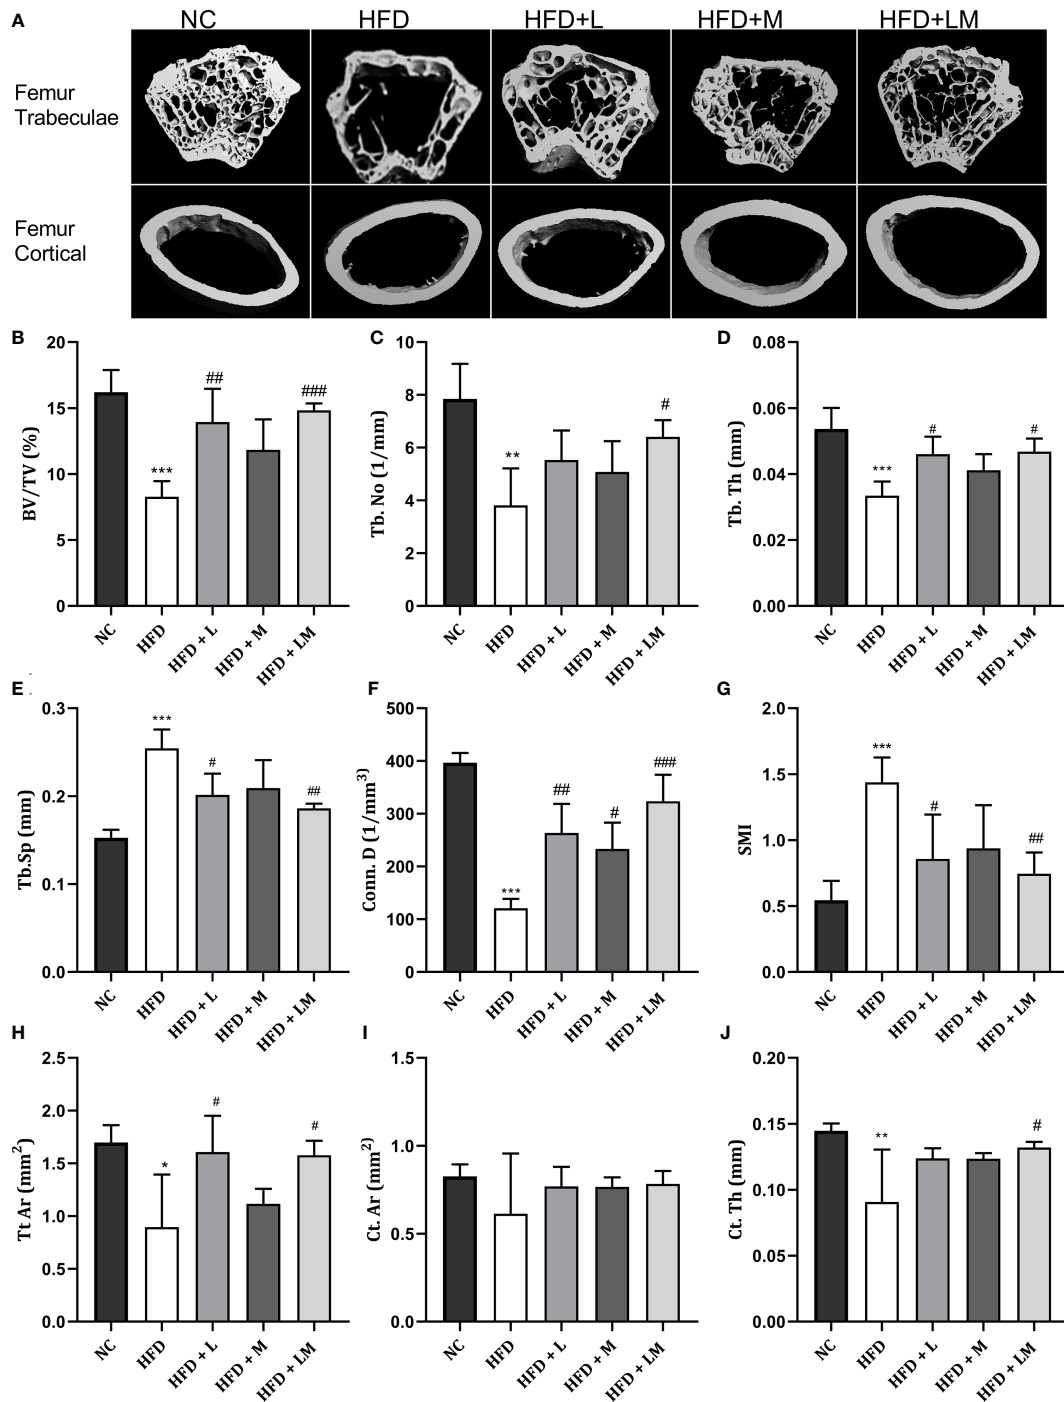 A
NC
HFD
HFD+L
HFD+M
HFD+LM
Femur
Trabeculae
Femur
Cortical
B
BV/TV (%)
20
15
10
5
0
***
##
###
NC
HFD
HFD + L
HFD + M
HFD + LM
C
Tb. No (1/mm)
10
8
6
4
2
0
**
#
NC
HFD
HFD + L
HFD + M
HFD + LM
D
Tb. Th (mm)
0.08
0.06
0.04
0.02
0.00
***
#
#
NC
HFD
HFD + L
HFD + M
HFD + LM
E
Tb.Sp (mm)
0.3
0.2
0.1
0.0
***
#
##
NC
HFD
HFD + L
HFD + M
HFD + LM
F
Conn. D (1/mm³)
500
400
300
200
100
0
***
##
#
###
NC
HFD
HFD + L
HFD + M
HFD + LM
G
SMI
2.0
1.5
1.0
0.5
0.0
***
#
##
NC
HFD
HFD + L
HFD + M
HFD + LM
H
Tt Ar (mm²)
2.5
2.0
1.5
1.0
0.5
0.0
*
#
#
NC
HFD
HFD + L
HFD + M
HFD + LM
I
Ct. Ar (mm²)
1.5
1.0
0.5
0.0
NC
HFD
HFD + L
HFD + M
HFD + LM
J
Ct. Th (mm)
0.20
0.15
0.10
0.05
0.00
**
#
NC
HFD
HFD + L
HFD + M
HFD + LM